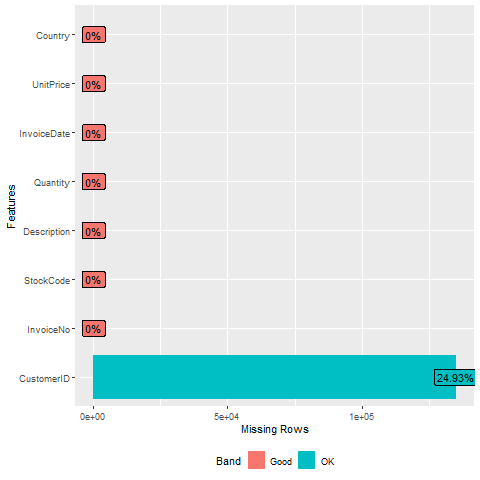 Features
Country 0%
UnitPrice 0%
InvoiceDate 0%
Quantity 0%
Description 0%
StockCode 0%
InvoiceNo 0%
CustomerID 24.93%
0e+00 5e+04 1e+05
Missing Rows
Band Good OK